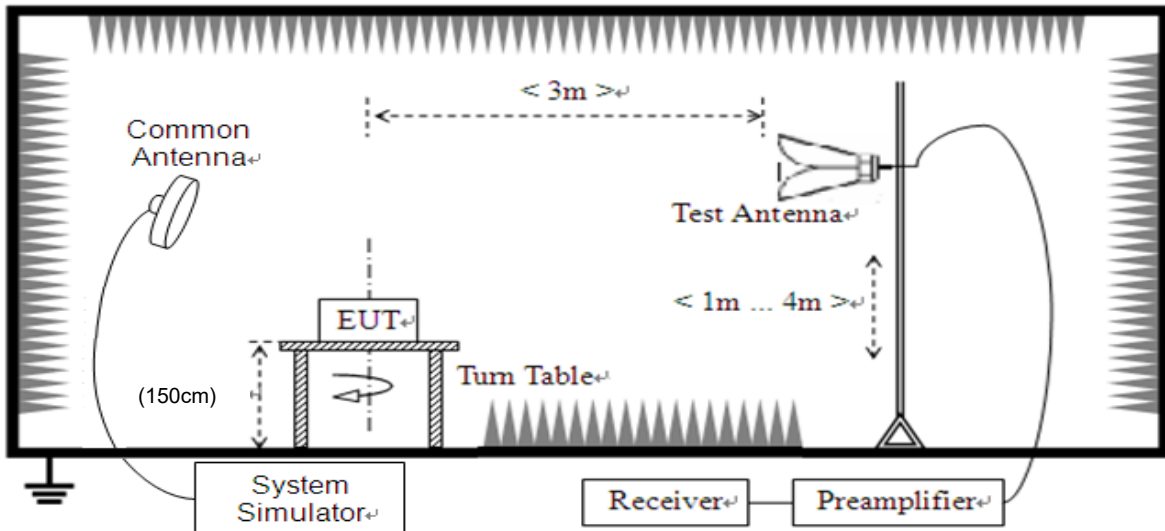 < 3m >↵
Common
Antenna↵
Test Antenna↵
< 1m ... 4m >↵
EUT↵
Turn Table↵
(150cm)
System
Simulator↵
Receiver↵
Preamplifier↵